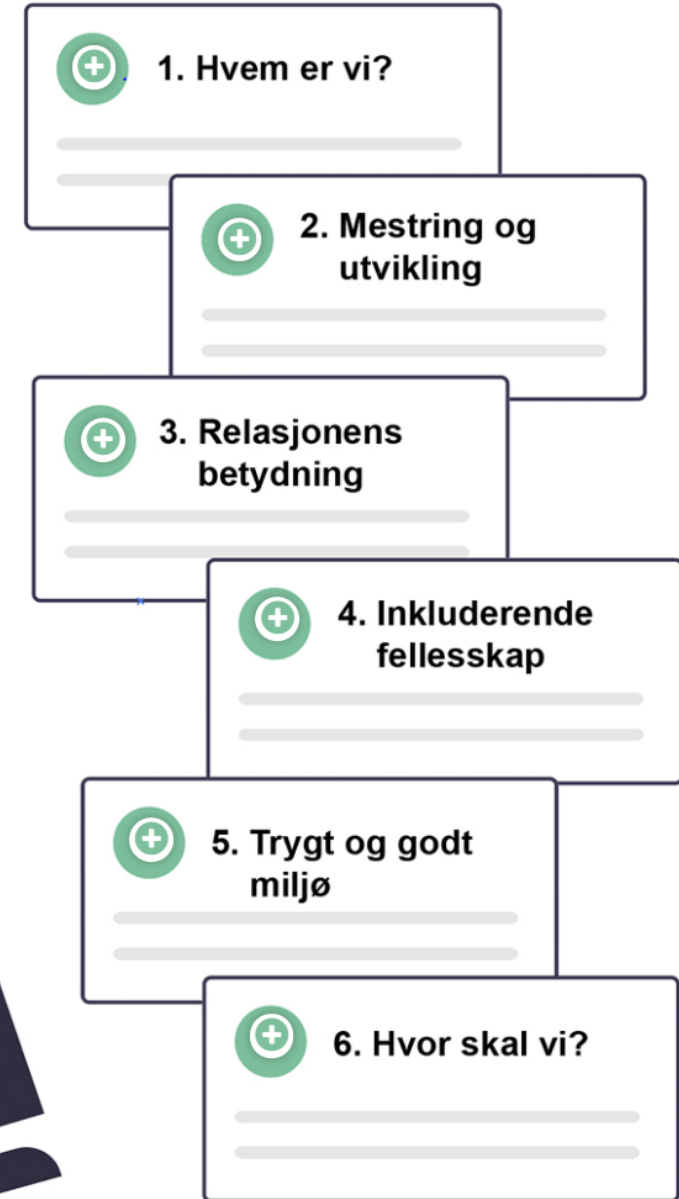 1. Hvem er vi?
2. Mestring og
utvikling
3. Relasjonens
betydning
4. Inkluderende
fellesskap
5. Trygt og godt
miljø
6. Hvor skal vi?